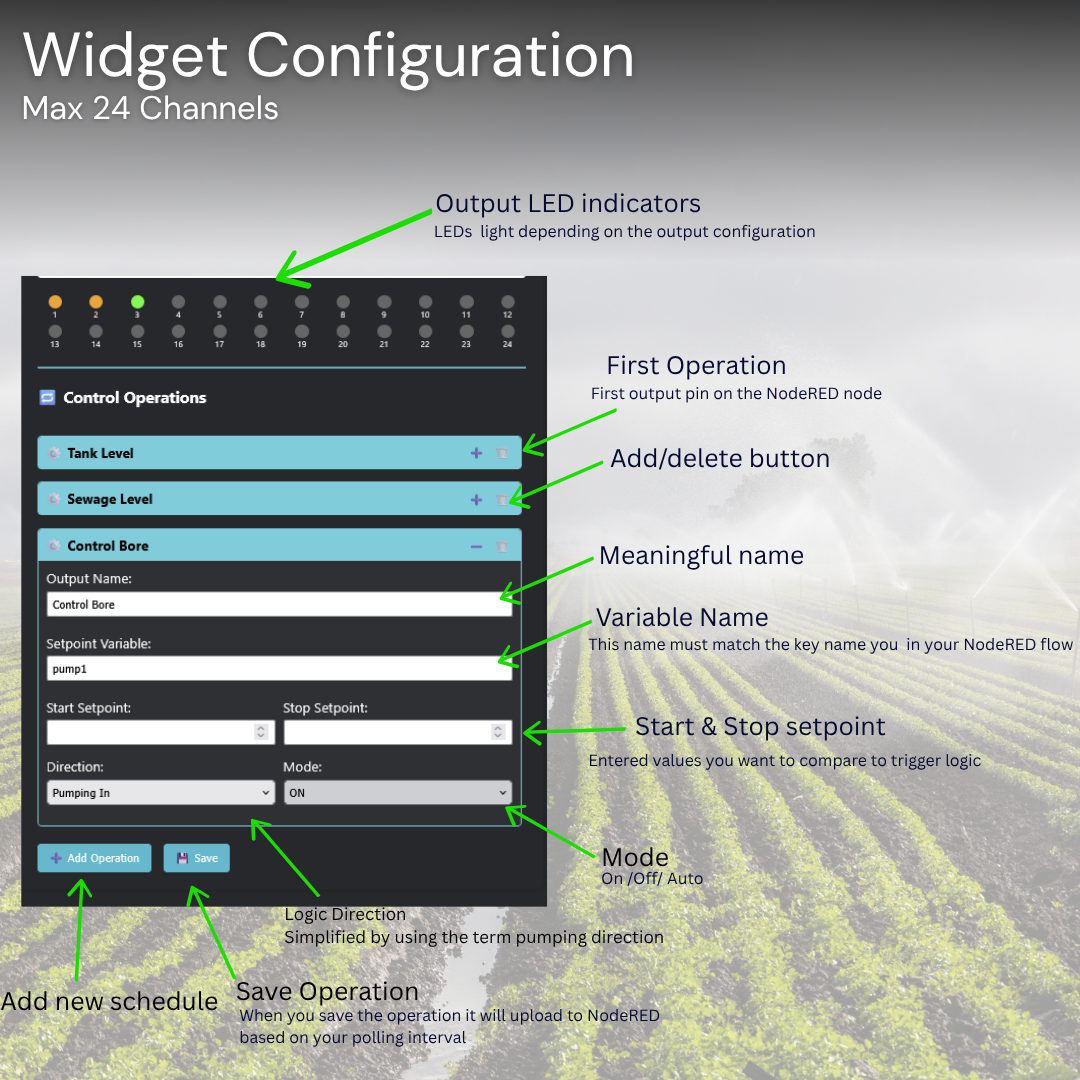 Widget Configuration
Max 24 Channels
Output LED indicators
LEDs  light depending on the output configuration
1 2 3 4 5 6 7 8 9 10 11 12
13 14 15 16 17 18 19 20 21 22 23 24
Control Operations
First Operation
First output pin on the NodeRED node
Tank Level
Add/delete button
Sewage Level
Control Bore
Meaningful name
Output Name:
Control Bore
Variable Name
This name must match the key name you  in your NodeRED flow
Setpoint Variable:
pump1
Start Setpoint: Stop Setpoint:
Start & Stop setpoint
Entered values you want to compare to trigger logic
Direction: Mode:
Pumping In ON
Mode
On /Off/ Auto
Add Operation Save
Logic Direction
Simplified by using the term pumping direction
Add new schedule
Save Operation
When you save the operation it will upload to NodeRED
based on your polling interval